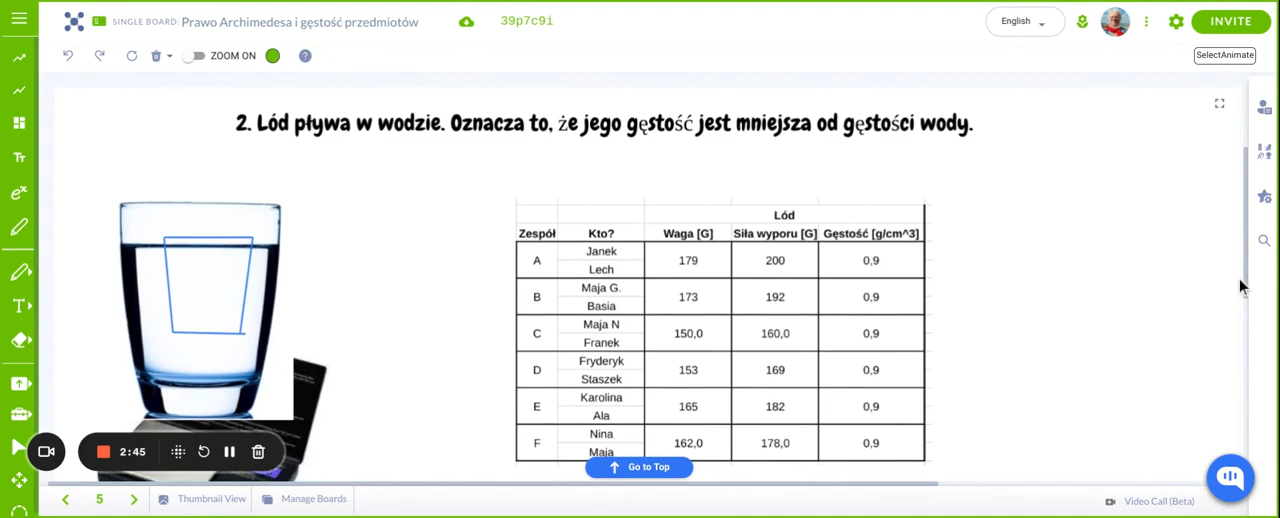 SINGLE BOARD: Prawo Archimedesa i gęstość przedmiotów 39p7c9i English INVITE
ZOOM ON SelectAnimate
2. Lód pływa w wodzie. Oznacza to, że jego gęstość jest mniejsza od gęstości wody.
Lód
Zespół Kto? Waga [G] Siła wyporu [G] Gęstość [g/cm^3]
A Janek Lech 179 200 0,9
B Maja G. Basia 173 192 0,9
C Maja N Franek 150,0 160,0 0,9
D Fryderyk Staszek 153 169 0,9
E Karolina Ala 165 182 0,9
F Nina Maja 162,0 178,0 0,9
2:45
Go to Top
5 Thumbnail View Manage Boards Video Call (Beta)